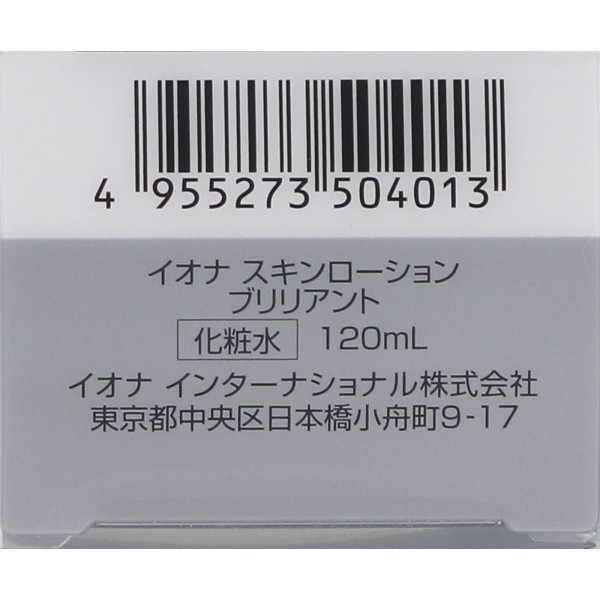 4 955273 504013
イオナ スキンローション
ブリリアント
化粧水 120mL
イオナ インターナショナル株式会社
東京都中央区日本橋小舟町9-17